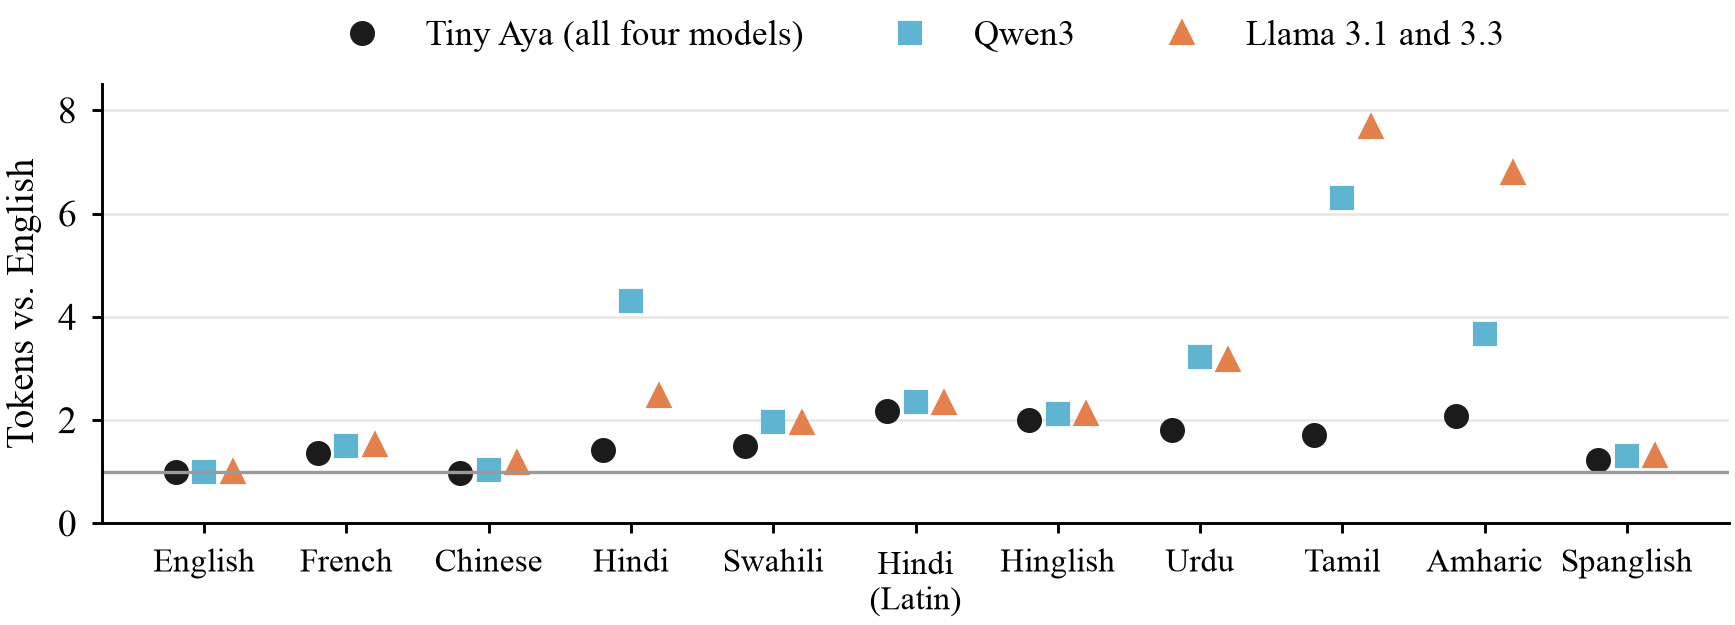 Tiny Aya (all four models) Qwen3 Llama 3.1 and 3.3
Tokens vs. English
8
6
4
2
0
English French Chinese Hindi Swahili Hindi (Latin) Hinglish Urdu Tamil Amharic Spanglish